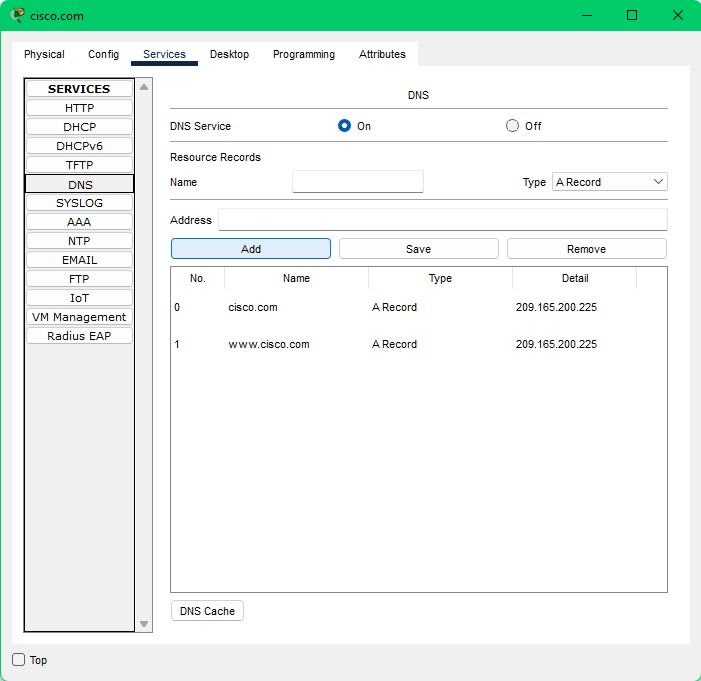 cisco.com
Physical Config Services Desktop Programming Attributes
SERVICES
HTTP
DHCP
DHCPv6
TFTP
DNS
SYSLOG
AAA
NTP
EMAIL
FTP
IoT
VM Management
Radius EAP
DNS
DNS Service On Off
Resource Records
Name Type A Record
Address
Add Save Remove
No. Name Type Detail
0 cisco.com A Record 209.165.200.225
1 www.cisco.com A Record 209.165.200.225
DNS Cache
Top